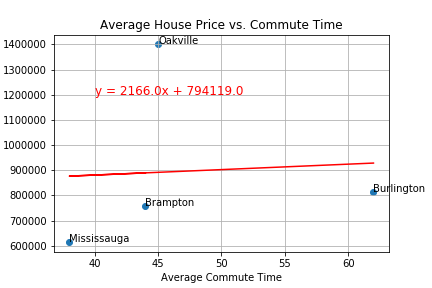 Average House Price vs. Commute Time
1400000
1300000
1200000
1100000
1000000
900000
800000
700000
600000
Oakville
y = 2166.0x + 794119.0
Burlington
Brampton
Mississauga
40
45
50
55
60
Average Commute Time